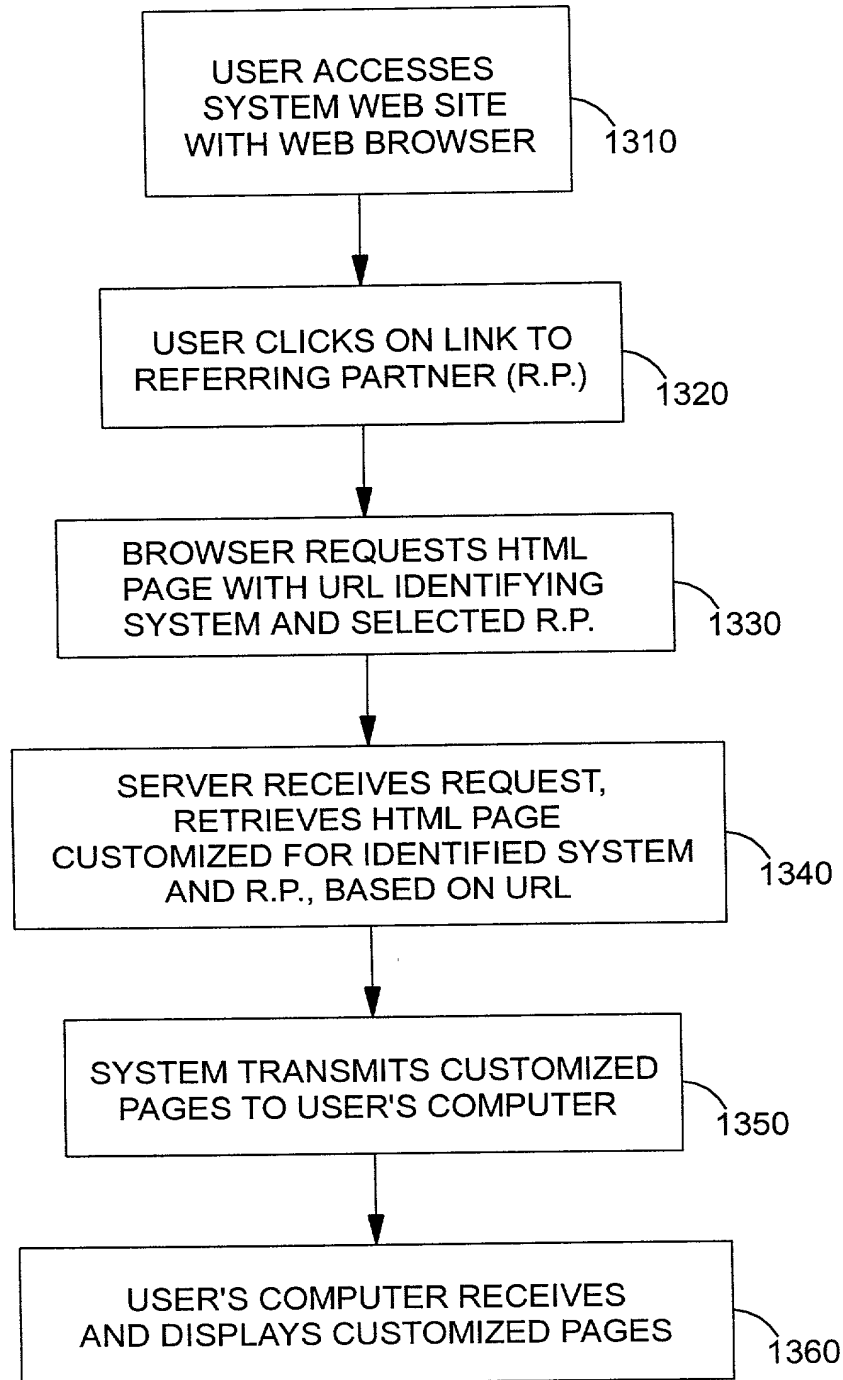 USER ACCESSES
SYSTEM WEB SITE
WITH WEB BROWSER
1310
USER CLICKS ON LINK TO
REFERRING PARTNER (R.P.)
1320
BROWSER REQUESTS HTML
PAGE WITH URL IDENTIFYING
SYSTEM AND SELECTED R.P.
1330
SERVER RECEIVES REQUEST,
RETRIEVES HTML PAGE
CUSTOMIZED FOR IDENTIFIED SYSTEM
AND R.P., BASED ON URL
1340
SYSTEM TRANSMITS CUSTOMIZED
PAGES TO USER'S COMPUTER
1350
USER'S COMPUTER RECEIVES
AND DISPLAYS CUSTOMIZED PAGES
1360